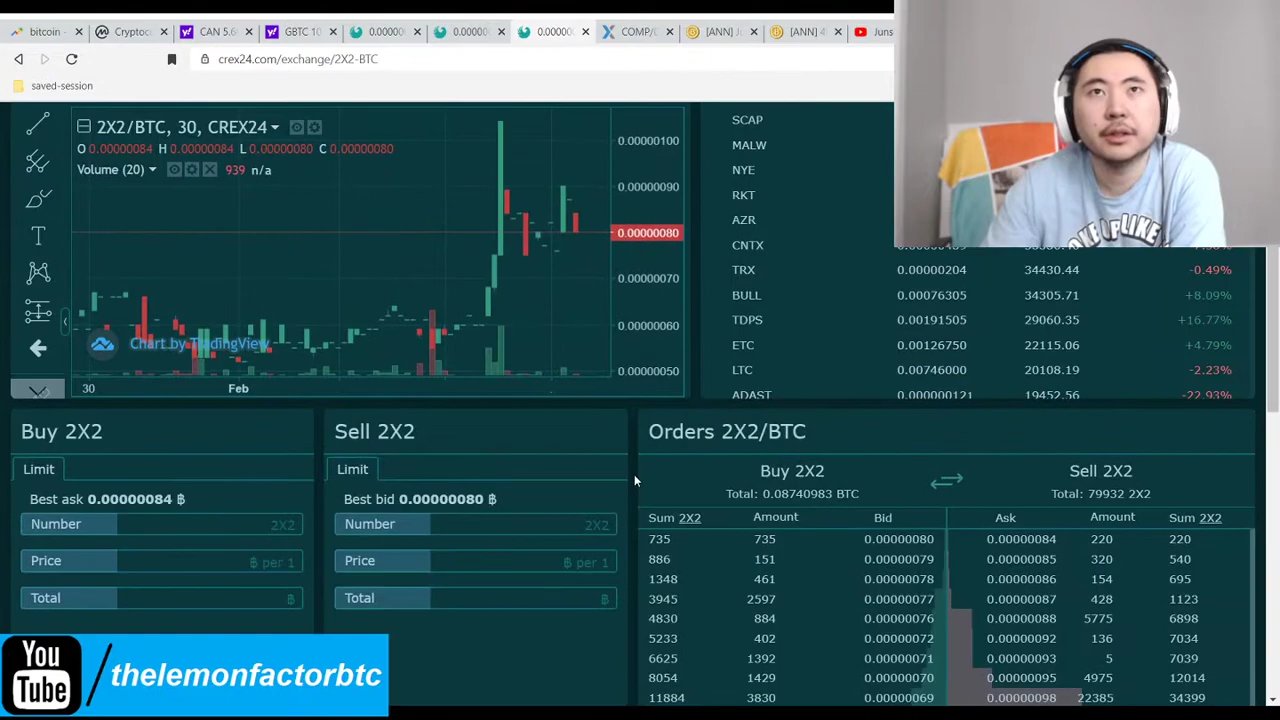 bitcoin -
Cryptoc
CAN 5.6
GBTC 10
0.00000
0.00000
0.00000
COMP/
[ANN] J
[ANN] 4
Juns
crex24.com/exchange/2X2-BTC
saved-session
2X2/BTC, 30, CREX24
O 0.00000084 H 0.00000084 L 0.00000080 C 0.00000080
Volume (20) 939 n/a
0.00000100
0.00000090
0.00000080
0.00000070
0.00000060
0.00000050
Chart by TradingView
30 Feb
SCAP
MALW
NYE
RKT
AZR
CNTX
TRX 0.00000204 34430.44 -0.49%
BULL 0.00076305 34305.71 +8.09%
TDPS 0.00191505 29060.35 +16.77%
ETC 0.00126750 22115.06 +4.79%
LTC 0.00746000 20108.19 -2.23%
ADAST 0.000000121 19452.56 -22.93%
Buy 2X2
Limit
Best ask 0.00000084 ₿
Number 2X2
Price ₿ per 1
Total ₿
Sell 2X2
Limit
Best bid 0.00000080 ₿
Number 2X2
Price ₿ per 1
Total ₿
Orders 2X2/BTC
Buy 2X2 Sell 2X2
Total: 0.08740983 BTC Total: 79932 2X2
Sum 2X2 Amount Bid Ask Amount Sum 2X2
735 735 0.00000080 0.00000084 220 220
886 151 0.00000079 0.00000085 320 540
1348 461 0.00000078 0.00000086 154 695
3945 2597 0.00000077 0.00000087 428 1123
4830 884 0.00000076 0.00000088 5775 6898
5233 402 0.00000072 0.00000092 136 7034
6625 1392 0.00000071 0.00000093 5 7039
8054 1429 0.00000070 0.00000095 4975 12014
11884 3830 0.00000069 0.00000098 22385 34399
You
Tube
/thelemonfactorbtc